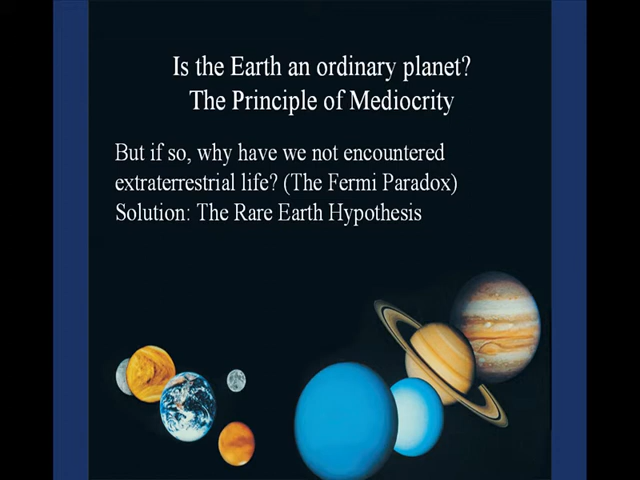 Is the Earth an ordinary planet?
The Principle of Mediocrity
But if so, why have we not encountered
extraterrestrial life? (The Fermi Paradox)
Solution: The Rare Earth Hypothesis